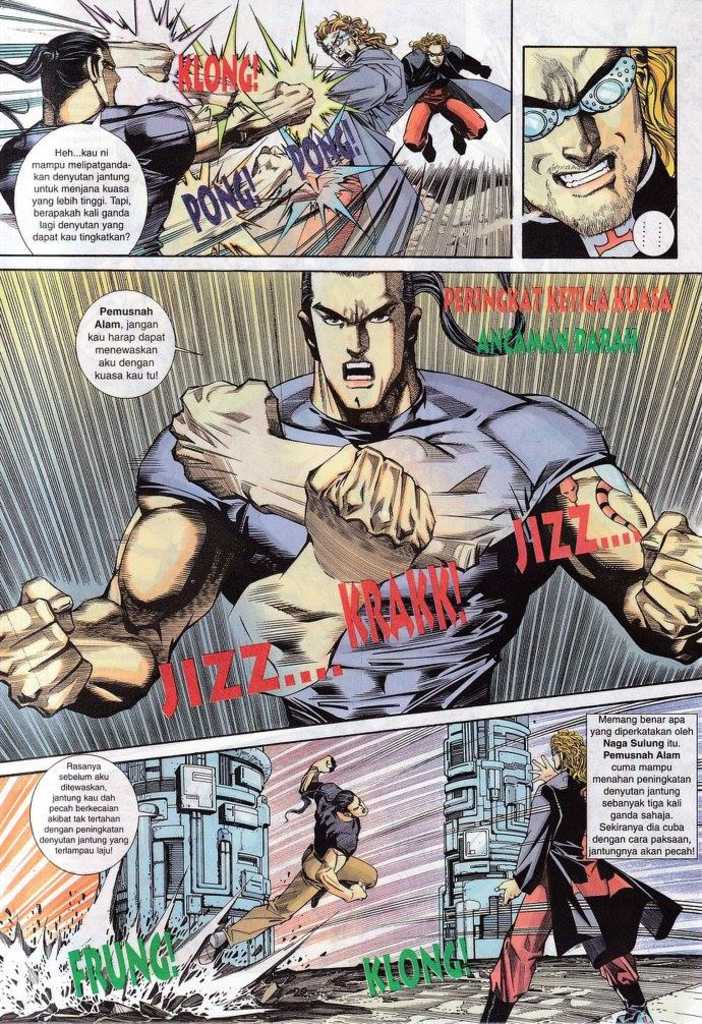 KLONG!
PONG!
PONG!
Heh...kau ni
mampu melipatganda-
kan denyutan jantung
untuk menjana kuasa
yang lebih tinggi. Tapi,
berapakah kali ganda
lagi denyutan yang
dapat kau tingkatkan?
Pemusnah
Alam, jangan
kau harap dapat
menewaskan
aku dengan
kuasa kau tu!
PERINGKAT KETIGA KUASA
ANCAMAN DARAH
JIZZ....
KRAKK!
JIZZ....
Rasanya
sebelum aku
ditewaskan,
jantung kau dah
pecah berkecai
akibat tak tertahan
dengan peningkatan
denyutan jantung yang
terlampau laju!
Memang benar apa
yang diperkatakan oleh
Naga Sulung itu.
Pemusnah Alam
cuma mampu
menahan peningkatan
denyutan jantung
sebanyak tiga kali
ganda sahaja.
Sekiranya dia cuba
dengan cara paksaan,
jantungnya akan pecah!
FRUNG!
KLONG!